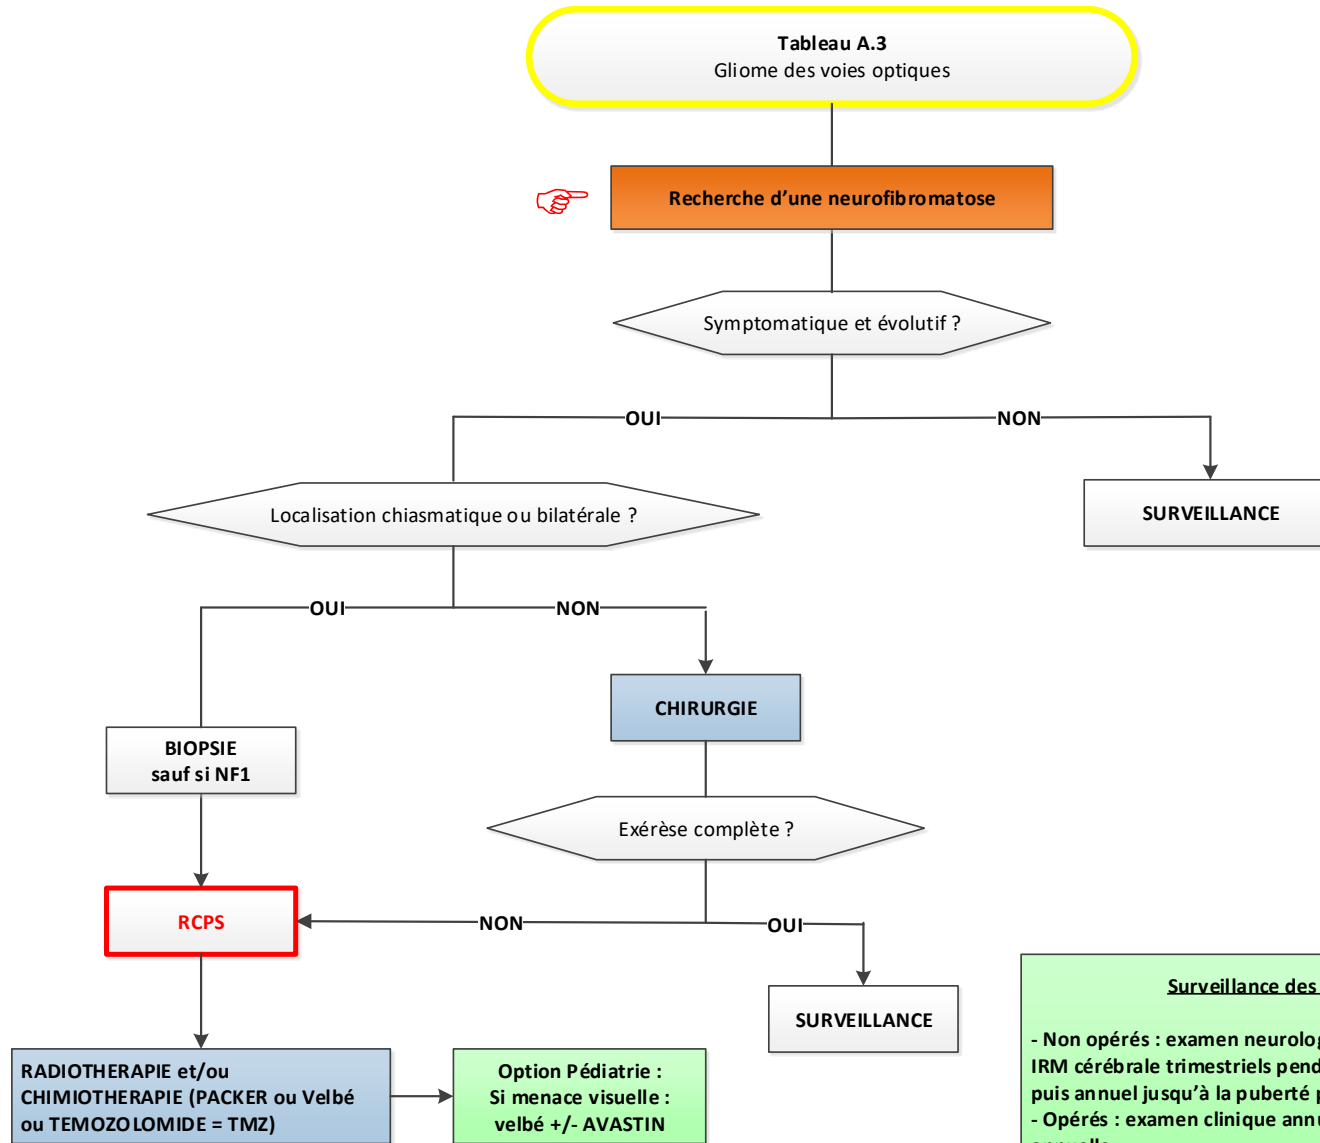 Tableau A.3
Gliome des voies optiques
Recherche d’une neurofibromatose
Symptomatique et évolutif ?
OUI
NON
Localisation chiasmatique ou bilatérale ?
SURVEILLANCE
OUI
NON
CHIRURGIE
BIOPSIE
sauf si NF1
Exérèse complète ?
RCPS
NON
OUI
SURVEILLANCE
RADIOTHERAPIE et/ou
CHIMIOTHERAPIE (PACKER ou Velbé
ou TEMOZOLOMIDE = TMZ)
Option Pédiatrie :
Si menace visuelle :
velbé +/- AVASTIN
Surveillance des
- Non opérés : examen
IRM cérébrale trimestriels
puis annuel jusqu’à la puberté
- Opérés : examen clinique